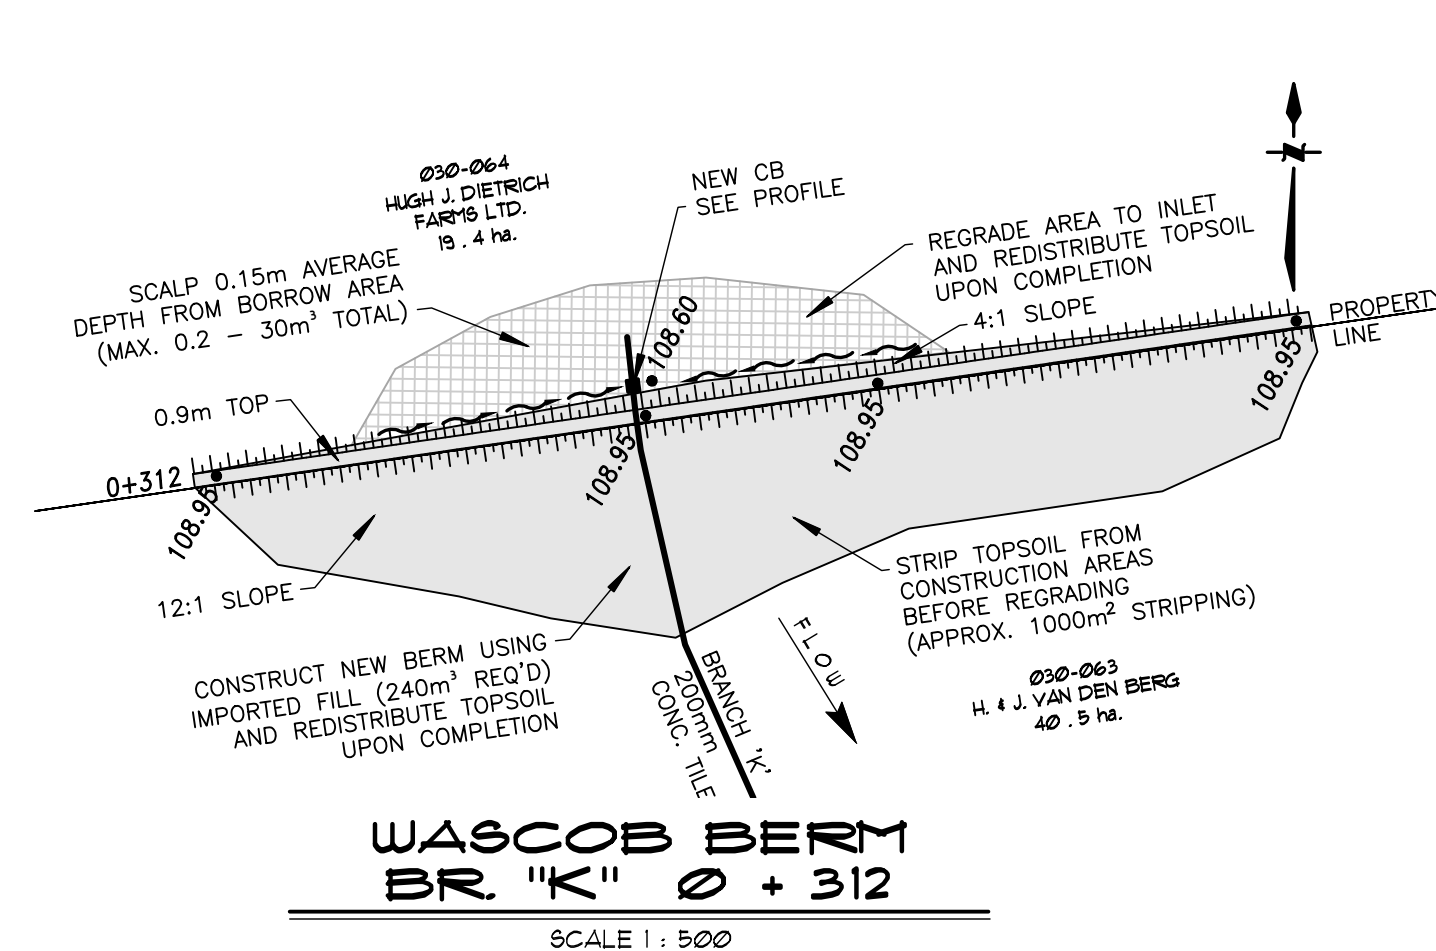 030-064
HUGH J. DIETRICH
FARMS LTD.
19.4 ha.
NEW CB
SEE PROFILE
REGRADE AREA TO INLET
AND REDISTRIBUTE TOPSOIL
UPON COMPLETION
SCALP 0.15m AVERAGE
DEPTH FROM BORROW AREA
(MAX. 0.2 – 30m³ TOTAL)
108.60
4:1 SLOPE
PROPERTY
LINE
0.9m TOP
0+312
108.95
108.95
108.95
108.95
12:1 SLOPE
STRIP TOPSOIL FROM
CONSTRUCTION AREAS
BEFORE REGRADING
(APPROX. 1000m² STRIPPING)
CONSTRUCT NEW BERM USING
IMPORTED FILL (240m³ REQ'D)
AND REDISTRIBUTE TOPSOIL
UPON COMPLETION
FLOW
BRANCH 'K'
200mm
CONC. TILE
030-063
H. & J. VAN DEN BERG
40.5 ha.
N
WASCOB BERM
BR. "K" 0 + 312
SCALE 1 : 500